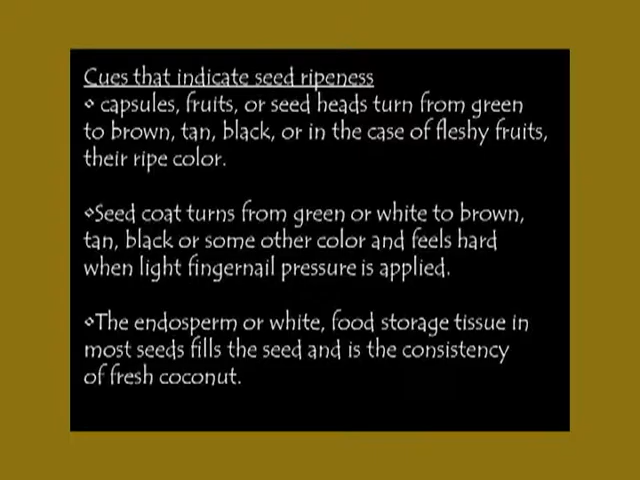 Cues that indicate seed ripeness
• capsules, fruits, or seed heads turn from green
to brown, tan, black, or in the case of fleshy fruits,
their ripe color.
•Seed coat turns from green or white to brown,
tan, black or some other color and feels hard
when light fingernail pressure is applied.
•The endosperm or white, food storage tissue in
most seeds fills the seed and is the consistency
of fresh coconut.